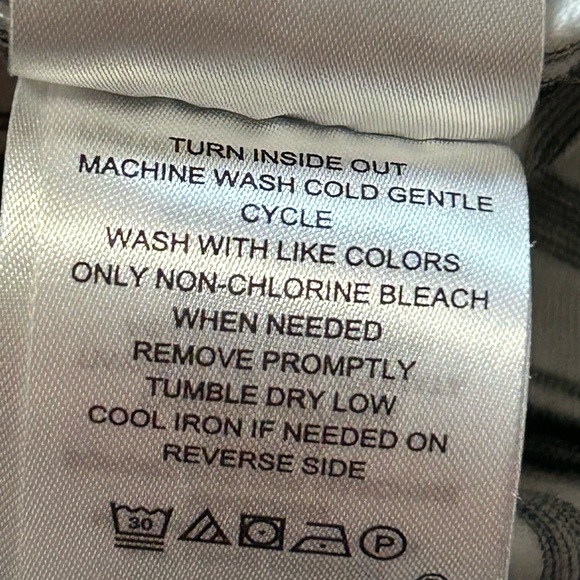 TURN INSIDE OUT
MACHINE WASH COLD GENTLE
CYCLE
WASH WITH LIKE COLORS
ONLY NON-CHLORINE BLEACH
WHEN NEEDED
REMOVE PROMPTLY
TUMBLE DRY LOW
COOL IRON IF NEEDED ON
REVERSE SIDE
30 P